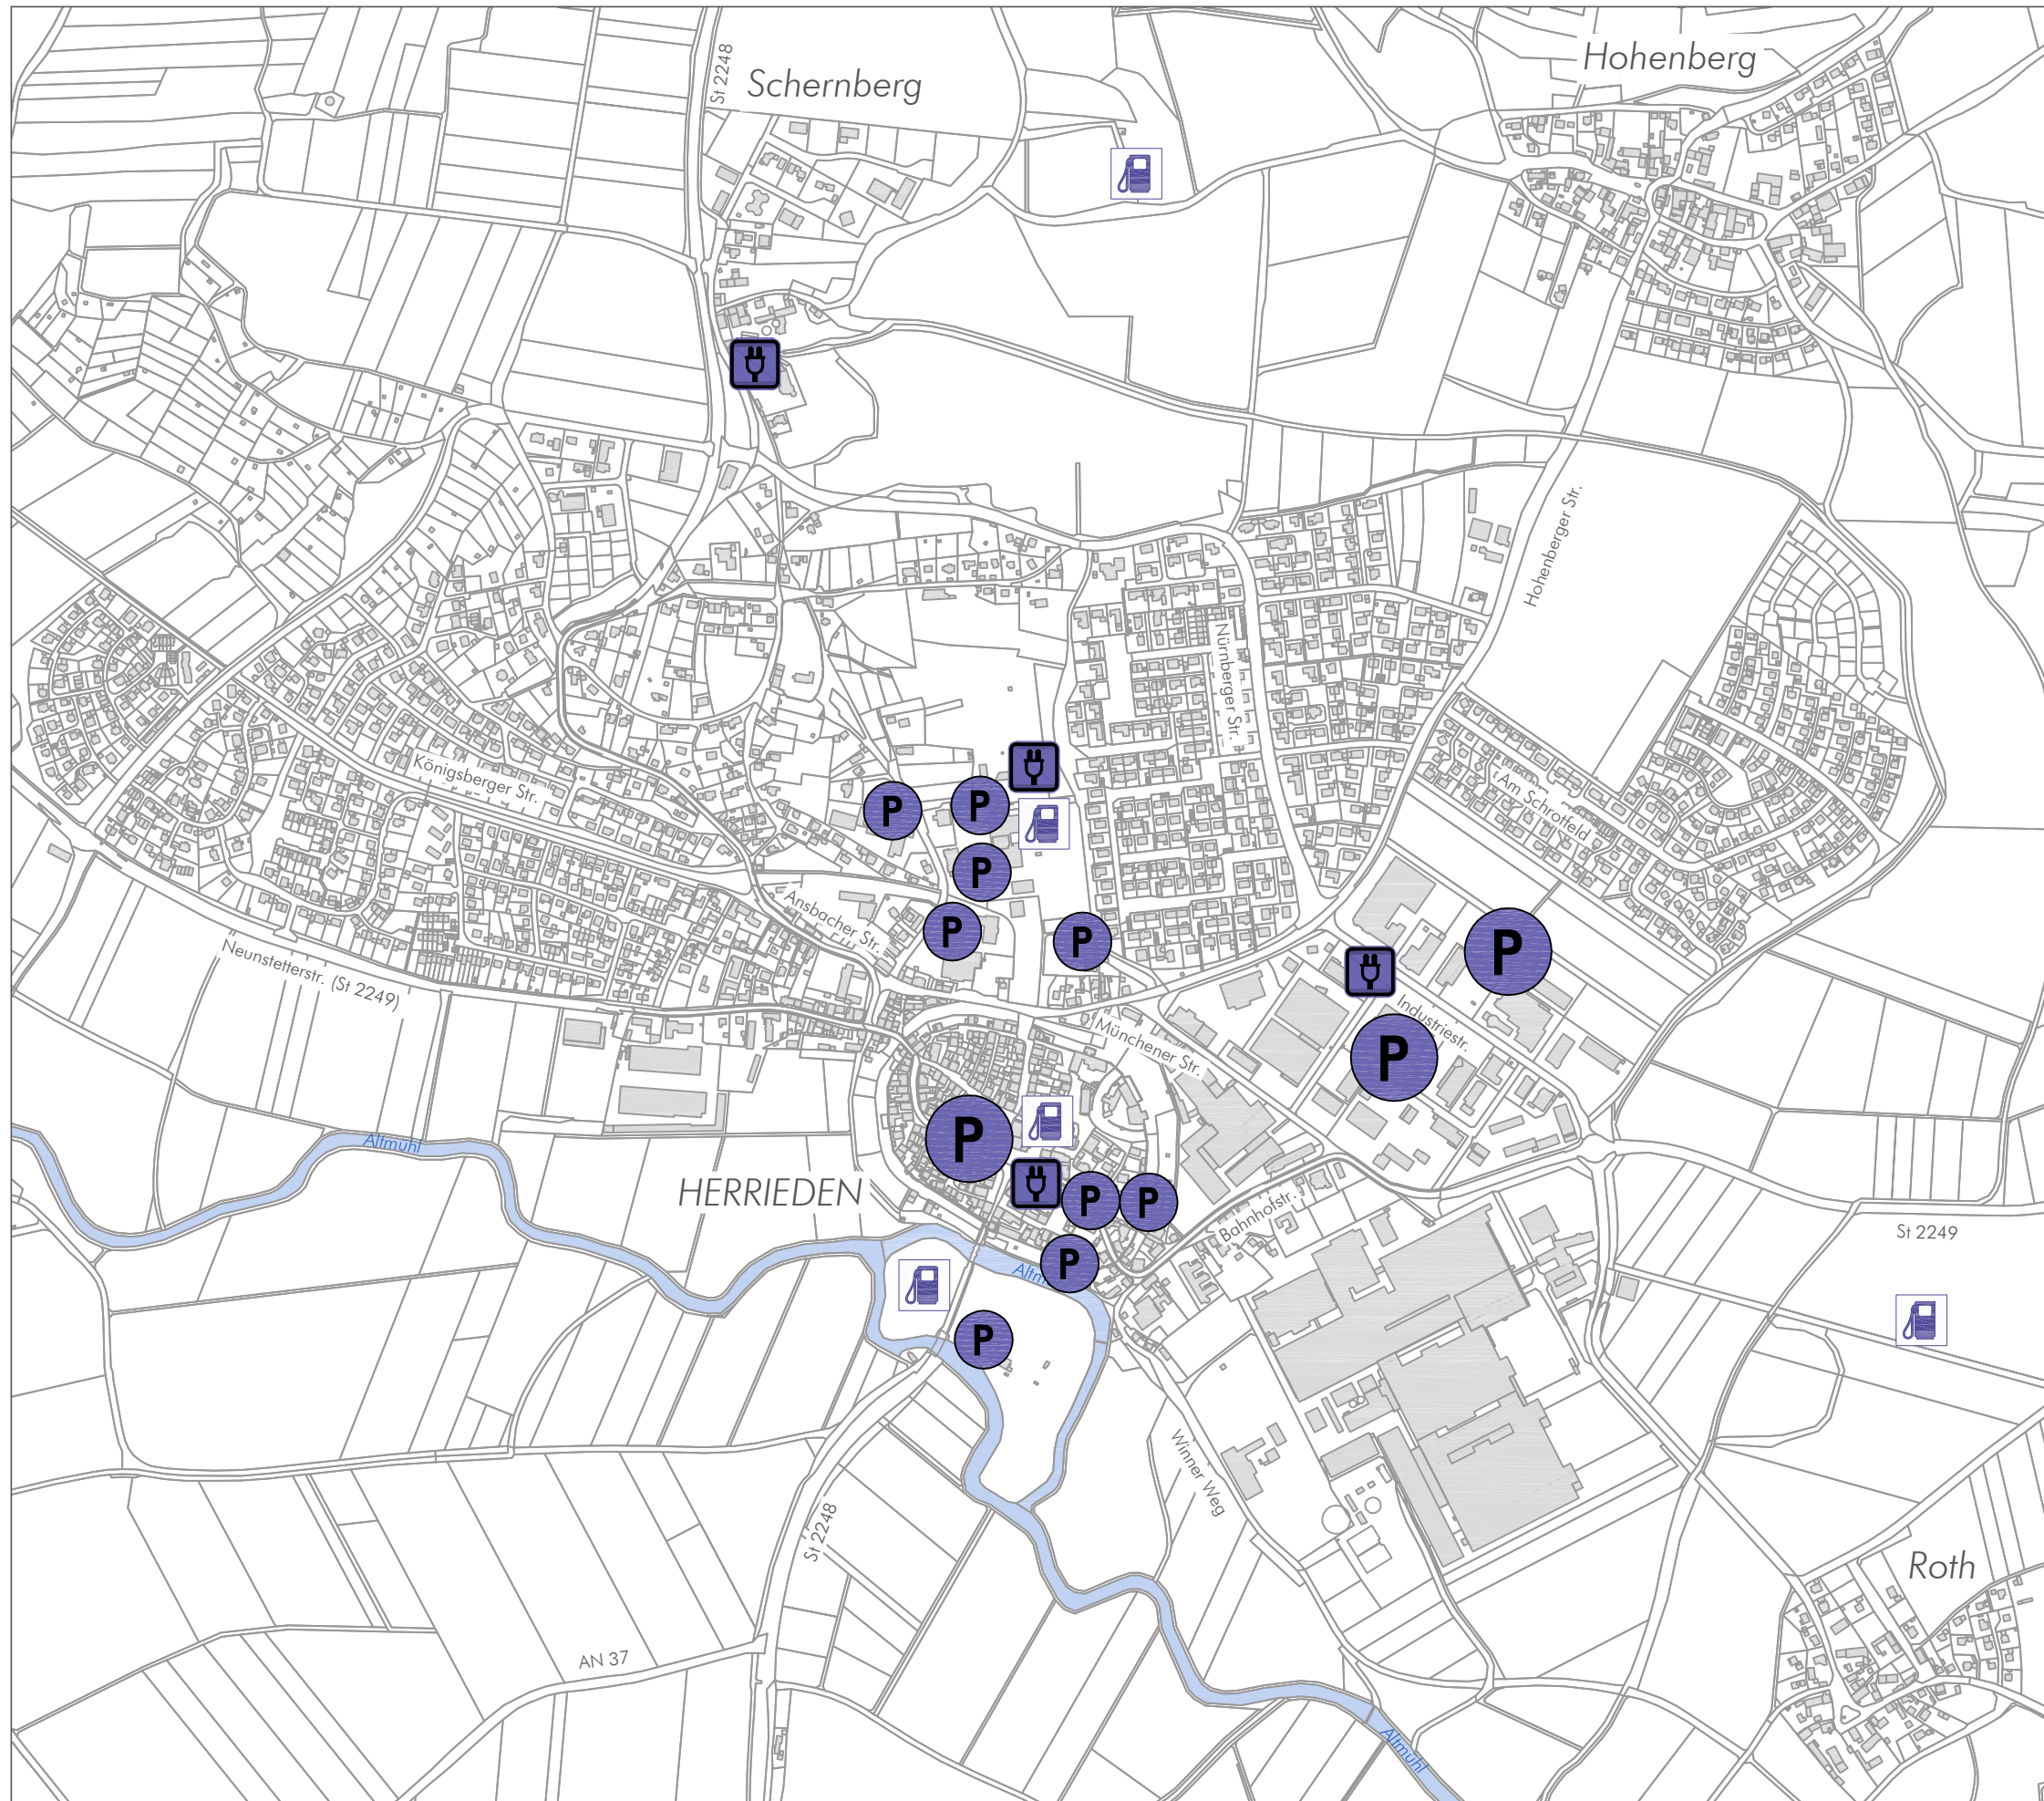 Hohenberg
St 2248
Schernberg
Hohenberger Str.
Nürnberger Str.
Königsberger Str.
Am Schrotfeld
P
P
P
Ansbacher Str.
P
P
P
Neunstetterstr. (St 2249)
Industriestr.
Münchener Str.
P
P
Altmühl
HERRIEDEN
P
P
Bahnhofstr.
St 2249
P
Altm
P
Winner Weg
St 2248
Roth
AN 37
Altmühl